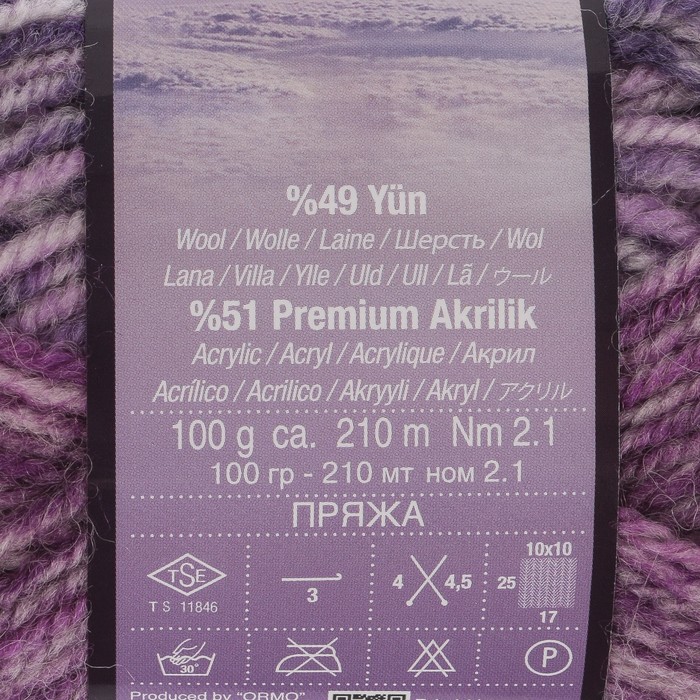 %49 Yün
Wool / Wolle / Laine / Шерсть / Wol
Lana / Villa / Ylle / Uld / Ull / Lã / ウール
%51 Premium Akrilik
Acrylic / Acryl / Acrylique / Акрил
Acrílico / Acrilico / Akryyli / Akryl / アクリル
100 g ca. 210 m Nm 2.1
100 гр - 210 мт ном 2.1
ПРЯЖА
TSE
T S 11846
3
4 4,5
10x10
25
17
30°
P
Produced by "ORMO"